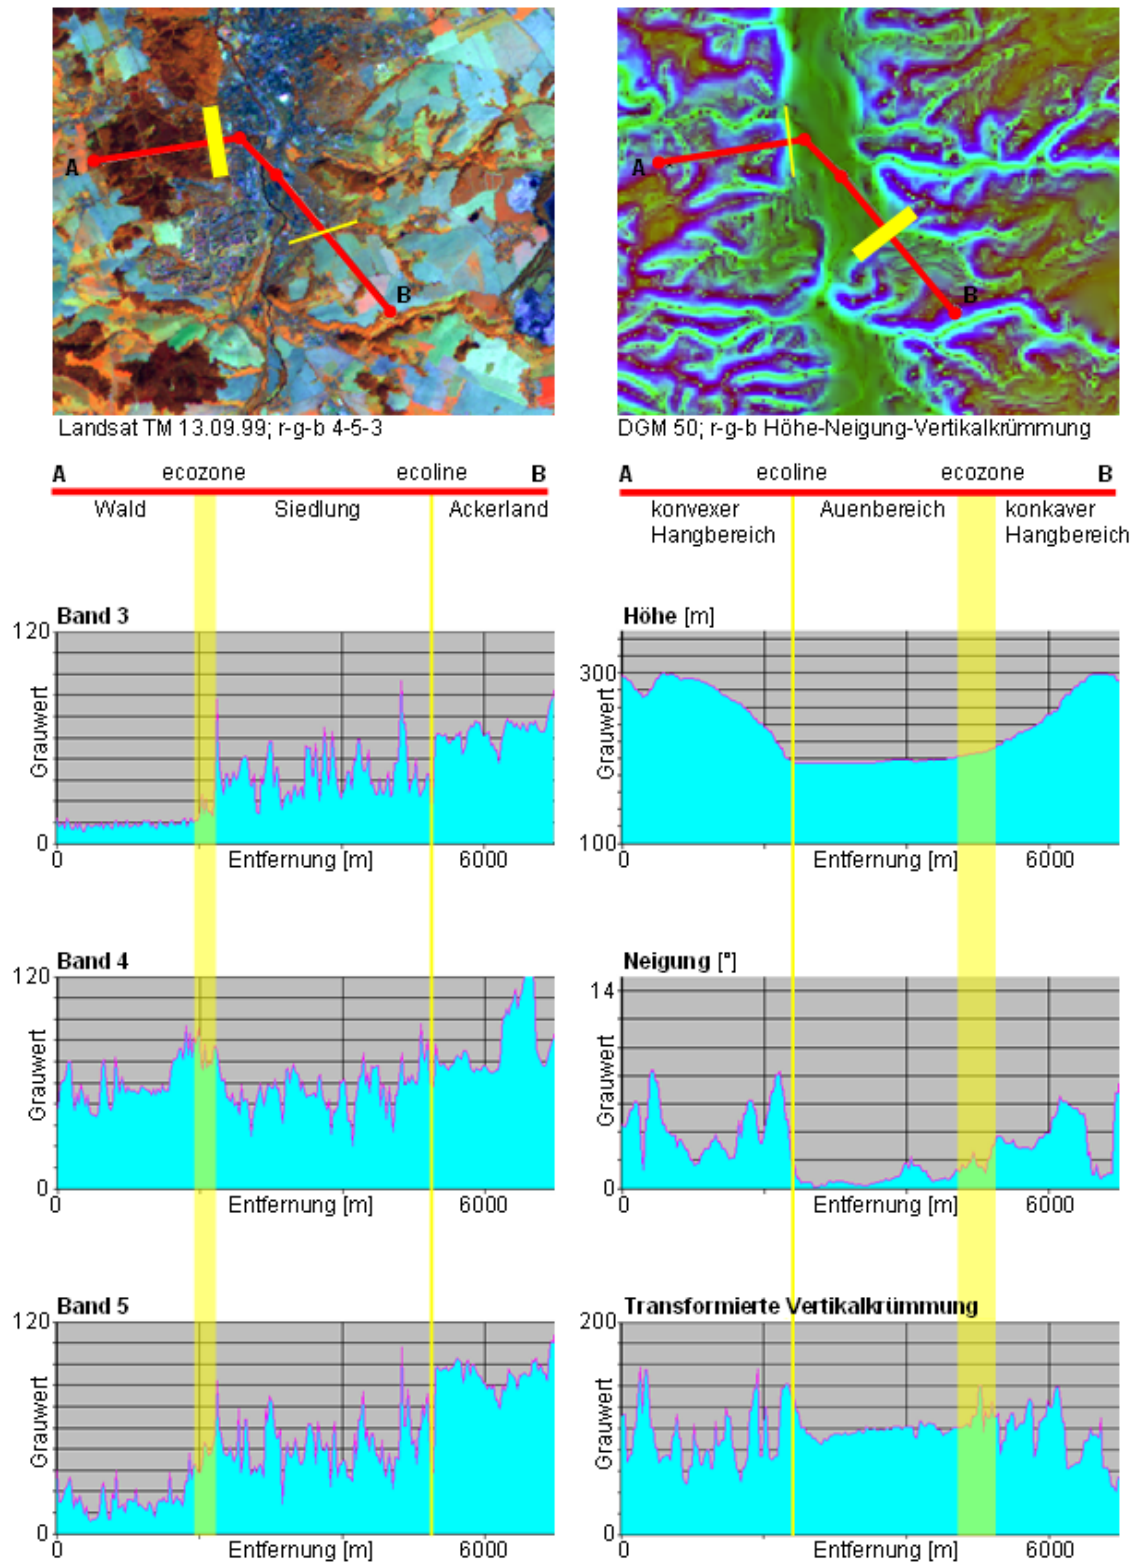 A
B
A
B
Landsat TM 13.09.99; r-g-b 4-5-3
DGM 50; r-g-b Höhe-Neigung-Vertikalkrümmung
A ecozone ecoline B
Wald Siedlung Ackerland
A ecoline ecozone B
konvexer Hangbereich Auenbereich konkaver Hangbereich
Band 3
120
Grauwert
0
0 Entfernung [m] 6000
Höhe [m]
300
Grauwert
100
0 Entfernung [m] 6000
Band 4
120
Grauwert
0
0 Entfernung [m] 6000
Neigung [°]
14
Grauwert
0
0 Entfernung [m] 6000
Band 5
120
Grauwert
0
0 Entfernung [m] 6000
Transformierte Vertikalkrümmung
200
Grauwert
0
0 Entfernung [m] 6000